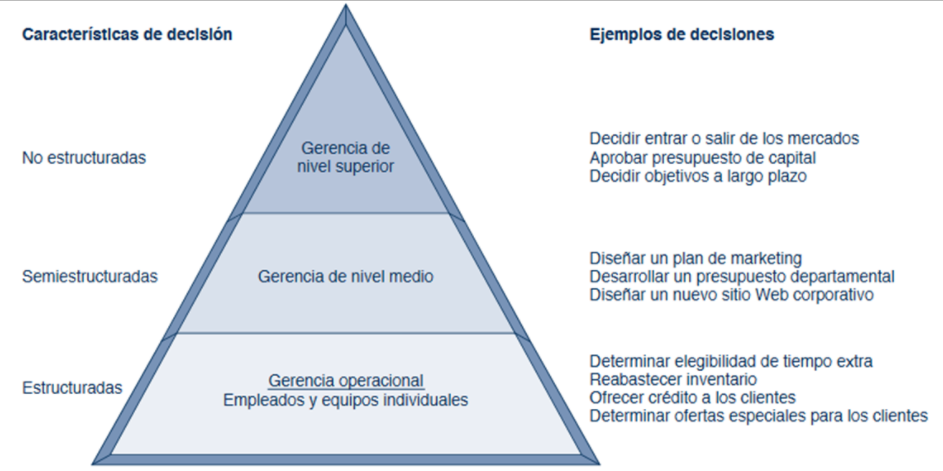 Características de decisión
Ejemplos de decisiones
No estructuradas
Gerencia de
nivel superior
Decidir entrar o salir de los mercados
Aprobar presupuesto de capital
Decidir objetivos a largo plazo
Semiestructuradas
Gerencia de nivel medio
Diseñar un plan de marketing
Desarrollar un presupuesto departamental
Diseñar un nuevo sitio Web corporativo
Estructuradas
Gerencia operacional
Empleados y equipos individuales
Determinar elegibilidad de tiempo extra
Reabastecer inventario
Ofrecer crédito a los clientes
Determinar ofertas especiales para los clientes